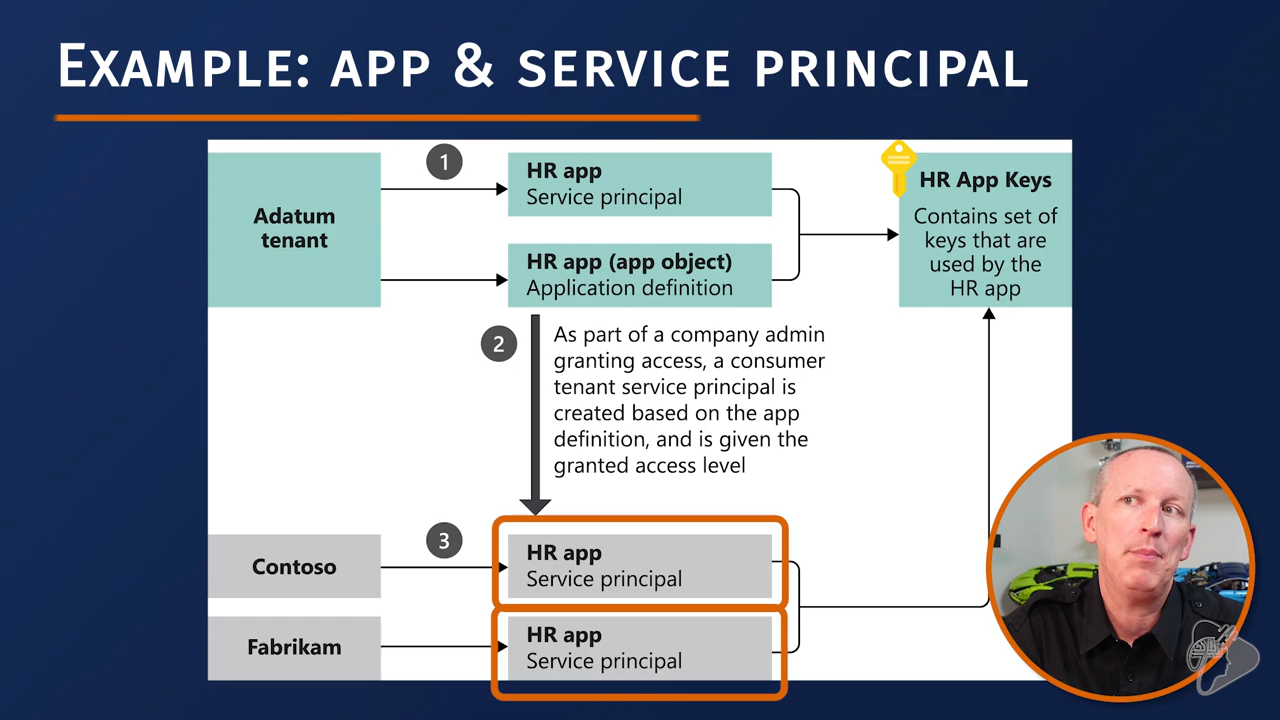 EXAMPLE: APP & SERVICE PRINCIPAL
1
HR app
Service principal
Adatum
tenant
HR app (app object)
Application definition
HR App Keys
Contains set of
keys that are
used by the
HR app
2
As part of a company admin
granting access, a consumer
tenant service principal is
created based on the app
definition, and is given the
granted access level
3
Contoso
HR app
Service principal
Fabrikam
HR app
Service principal